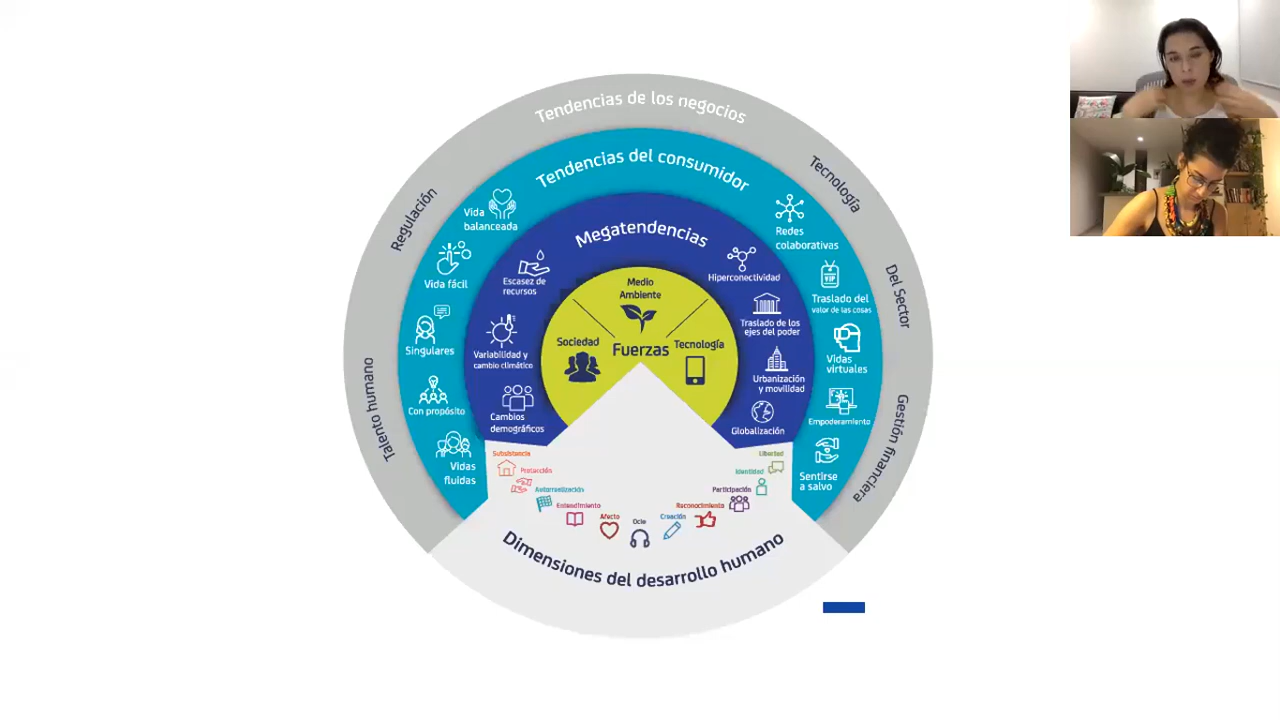 Tendencias de los negocios
Regulación
Talento humano
Tecnología
Del Sector
Gestión financiera
Tendencias del consumidor
Vida
balanceada
Vida fácil
Singulares
Con propósito
Vidas
fluidas
Redes
colaborativas
VIP
Traslado del
valor de las cosas
Vidas
virtuales
Empoderamiento
Sentirse
a salvo
Megatendencias
Escasez de
recursos
Variabilidad y
cambio climático
Cambios
demográficos
Hiperconectividad
Traslado de los
ejes del poder
Urbanización
y movilidad
Globalización
Medio
Ambiente
Sociedad
Fuerzas
Tecnología
Subsistencia
Protección
Autorrealización
Entendimiento
Afecto
Ocio
Creación
Reconocimiento
Participación
Identidad
Libertad
Dimensiones del desarrollo humano